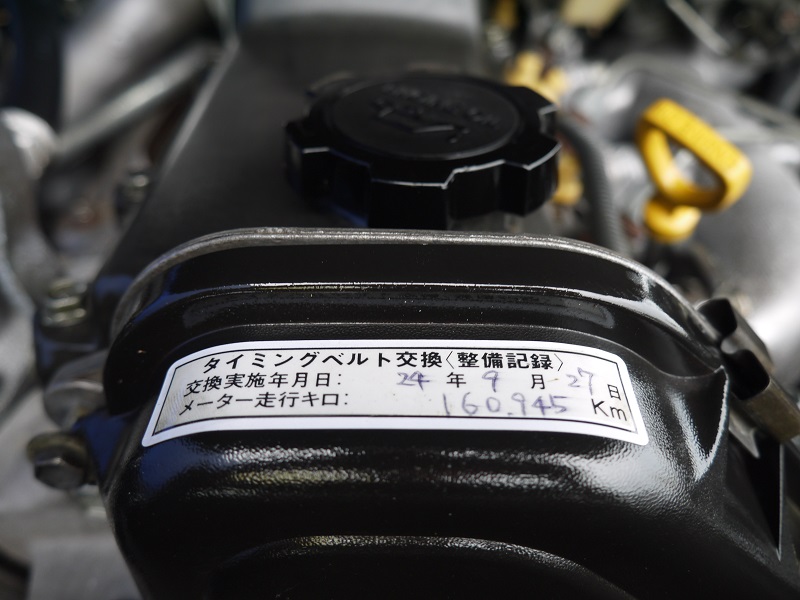 タイミングベルト交換〈整備記録〉
交換実施年月日: 24 年 9 月 27 日
メーター走行キロ: 160.945 Km